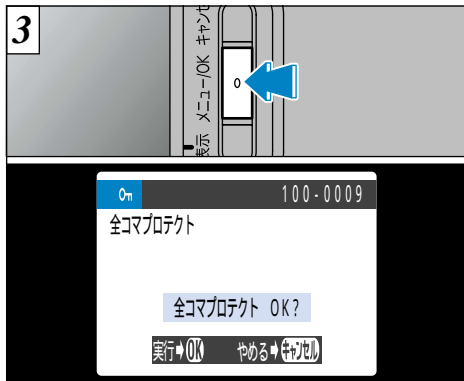 3
キャンセ
メニュー/OK
表示
100-0009
全コマプロテクト
全コマプロテクト OK?
実行➡OK やめる➡キャンセル